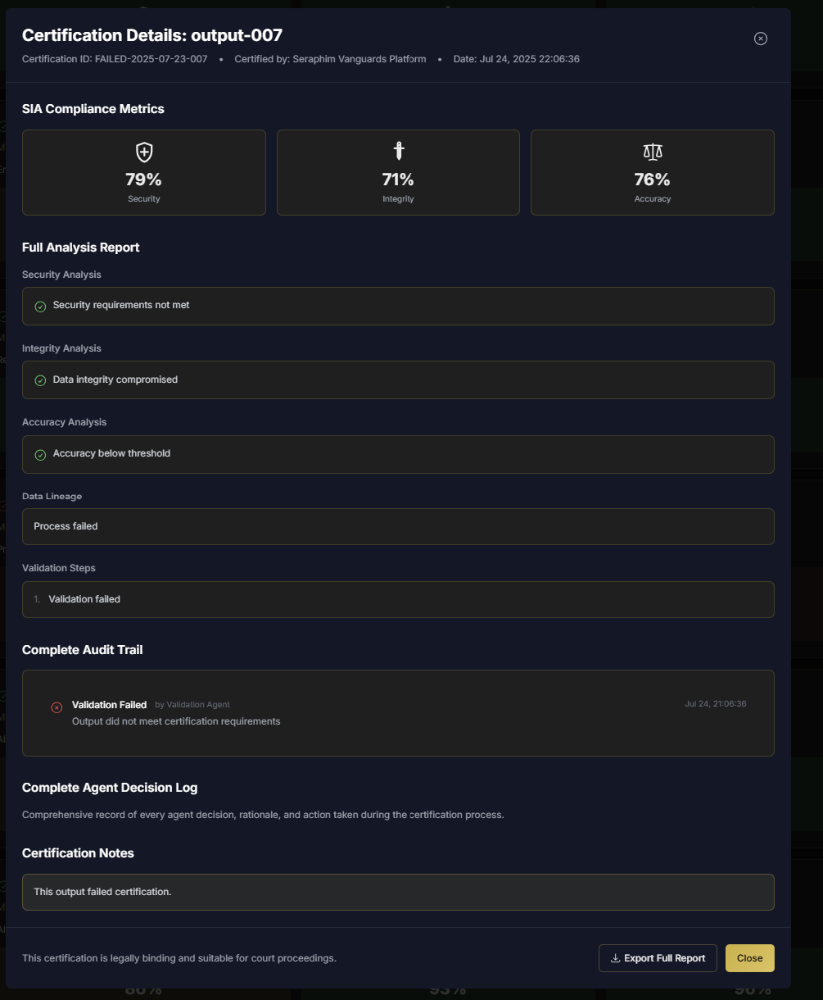 Certification Details: output-007
Certification ID: FAILED-2025-07-23-007 • Certified by: Seraphim Vanguards Platform • Date: Jul 24, 2025 22:06:36
SIA Compliance Metrics
79%
Security
71%
Integrity
76%
Accuracy
Full Analysis Report
Security Analysis
Security requirements not met
Integrity Analysis
Data integrity compromised
Accuracy Analysis
Accuracy below threshold
Data Lineage
Process failed
Validation Steps
1. Validation failed
Complete Audit Trail
Validation Failed by Validation Agent Jul 24, 21:06:36
Output did not meet certification requirements
Complete Agent Decision Log
Comprehensive record of every agent decision, rationale, and action taken during the certification process.
Certification Notes
This output failed certification.
This certification is legally binding and suitable for court proceedings.
Export Full Report
Close